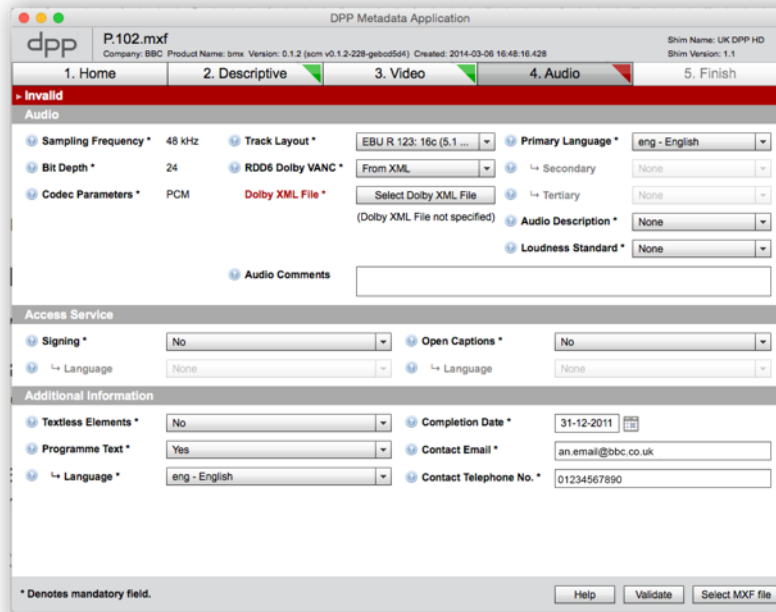 DPP Metadata Application
dpp
P.102.mxf
Company: BBC Product Name: bmx Version: 0.1.2 (scm v0.1.2-228-gebcd5d4) Created: 2014-03-06 16:48:16.428
Shim Name: UK DPP HD
Shim Version: 1.1
1. Home 2. Descriptive 3. Video 4. Audio 5. Finish
Invalid
Audio
Sampling Frequency * 48 kHz Track Layout * EBU R 123: 16c (5.1 ... Primary Language * eng - English
Bit Depth * 24 RDD6 Dolby VANC * From XML Secondary None
Codec Parameters * PCM Dolby XML File * Select Dolby XML File Tertiary None
(Dolby XML File not specified) Audio Description * None
Loudness Standard * None
Audio Comments
Access Service
Signing * No Open Captions * No
Language None Language None
Additional Information
Textless Elements * No Completion Date * 31-12-2011
Programme Text * Yes Contact Email * an.email@bbc.co.uk
Language * eng - English Contact Telephone No. * 01234567890
* Denotes mandatory field. Help Validate Select MXF file